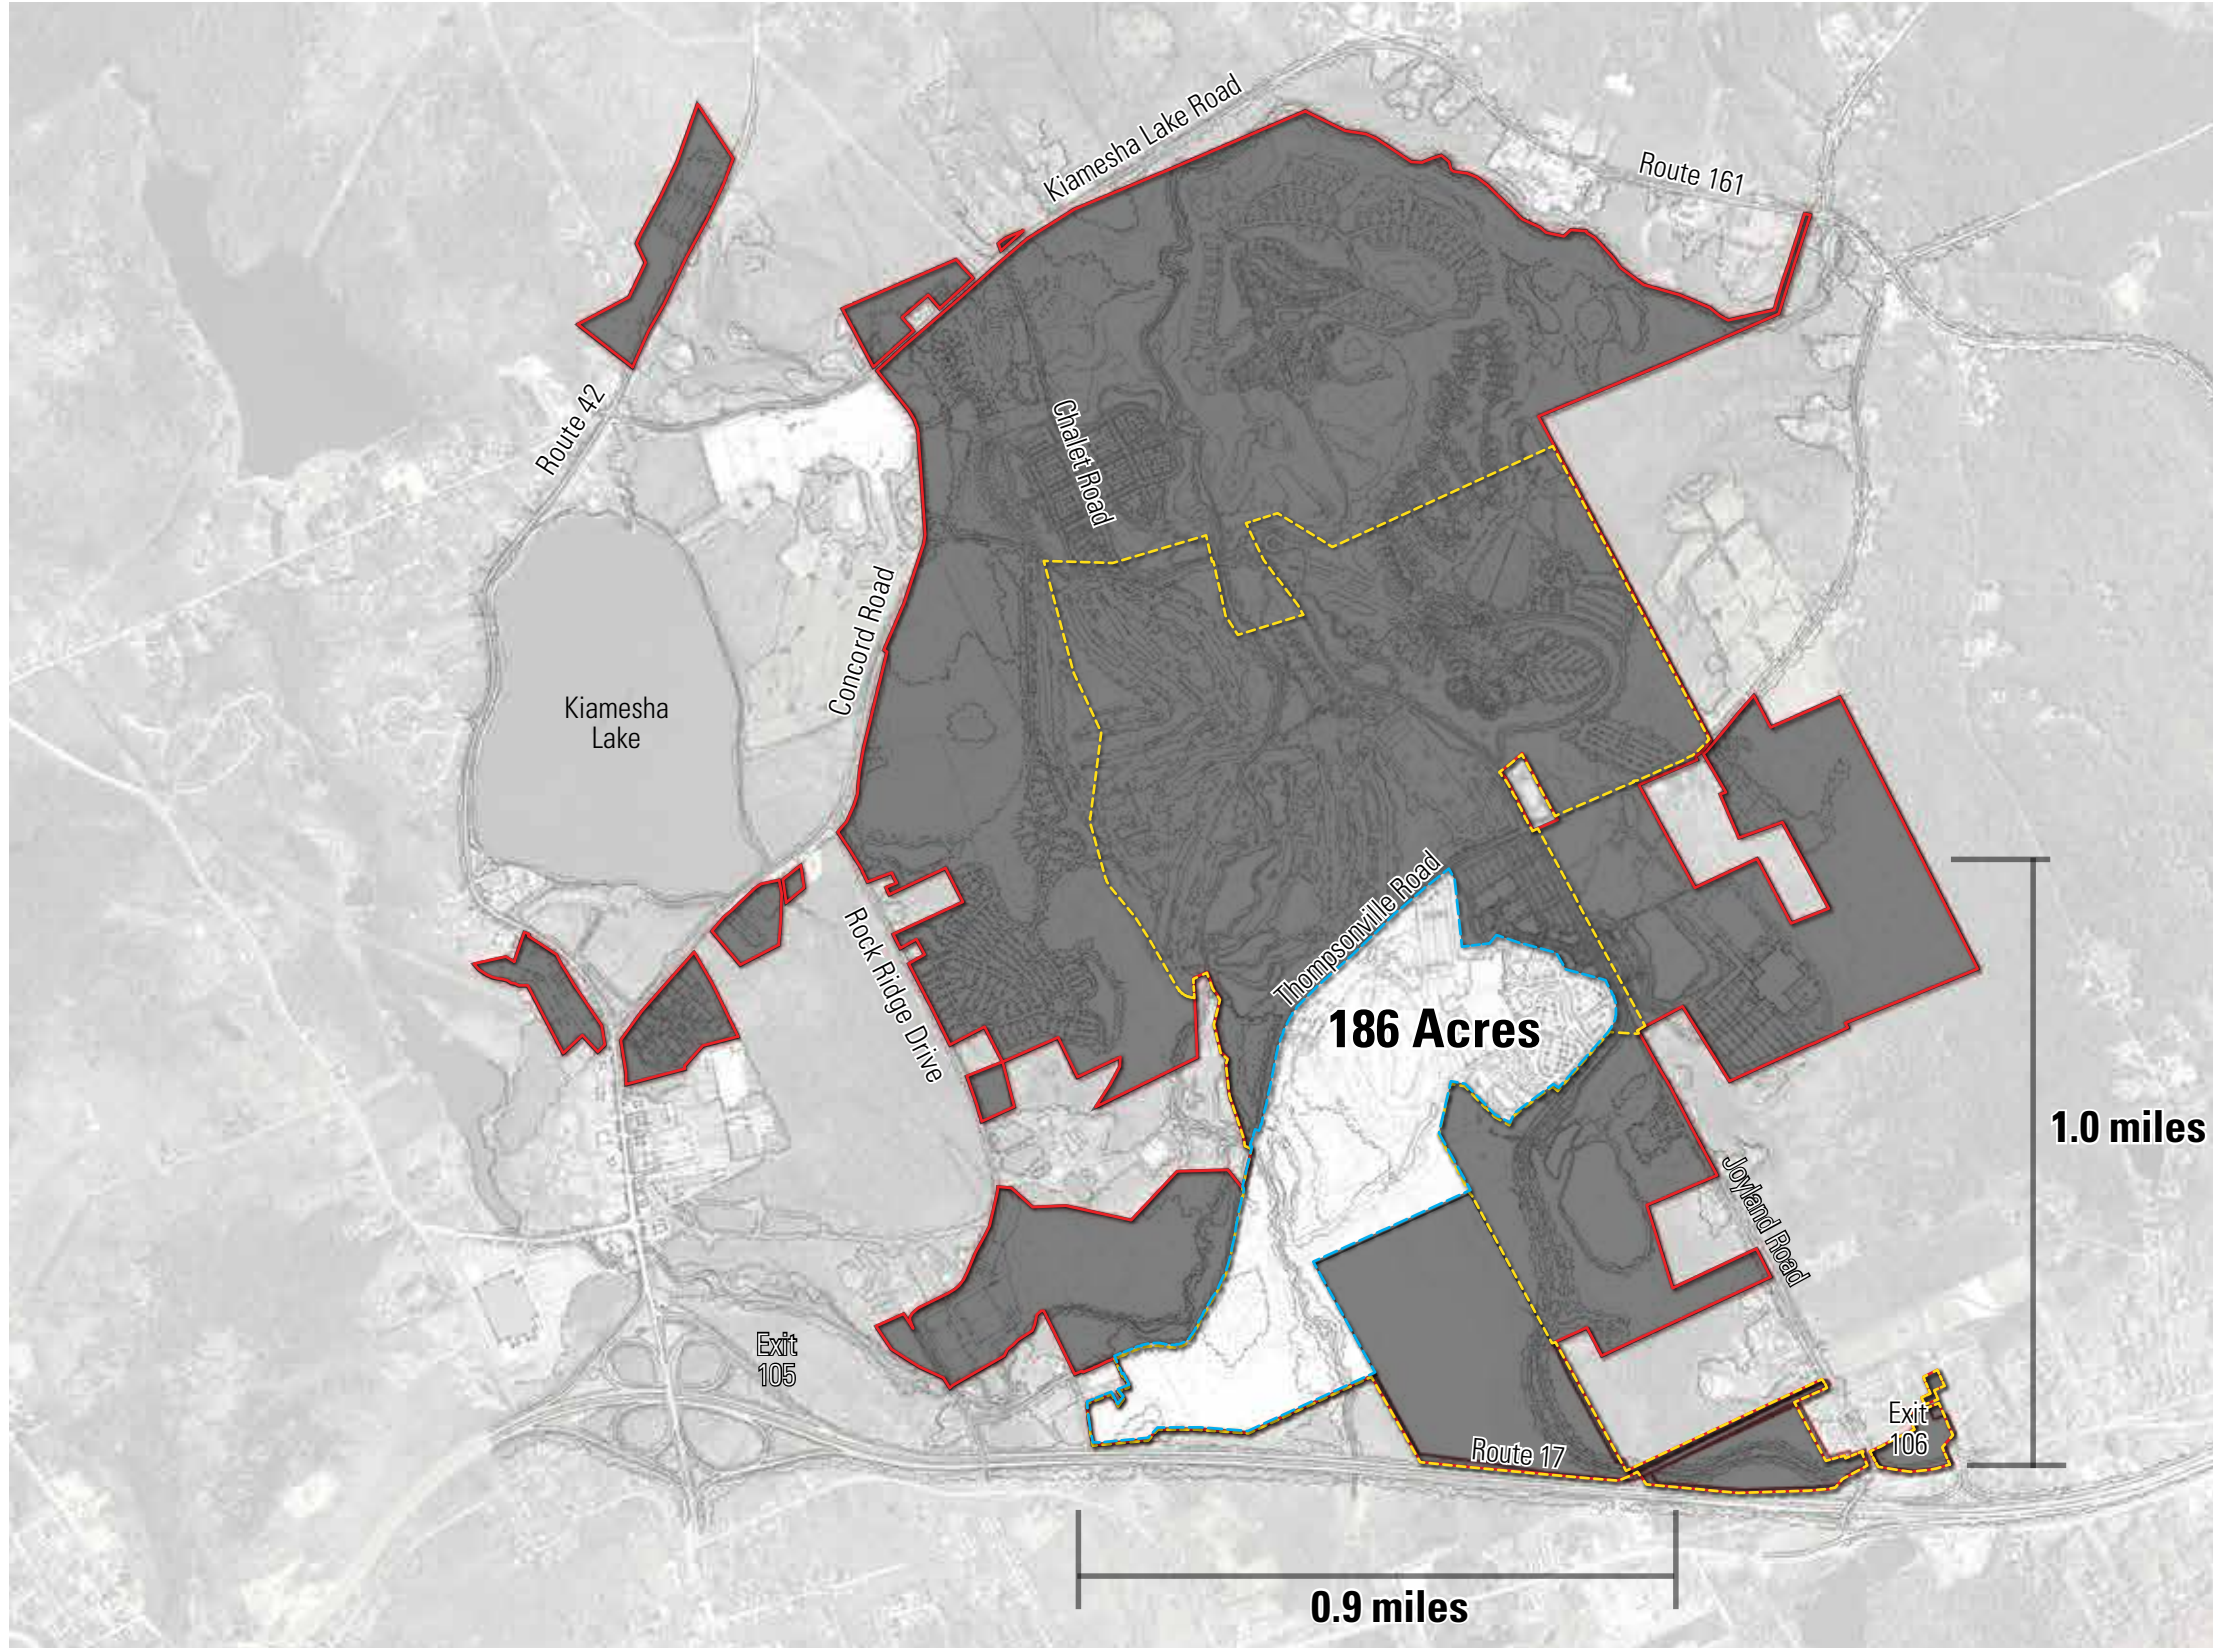 Kiamesha Lake Road
Route 161
Route 42
Chalet Road
Concord Road
Kiamesha
Lake
Thompsonville Road
Rock Ridge Drive
186 Acres
1.0 miles
Joyland Road
Exit
105
Exit
106
Route 17
0.9 miles